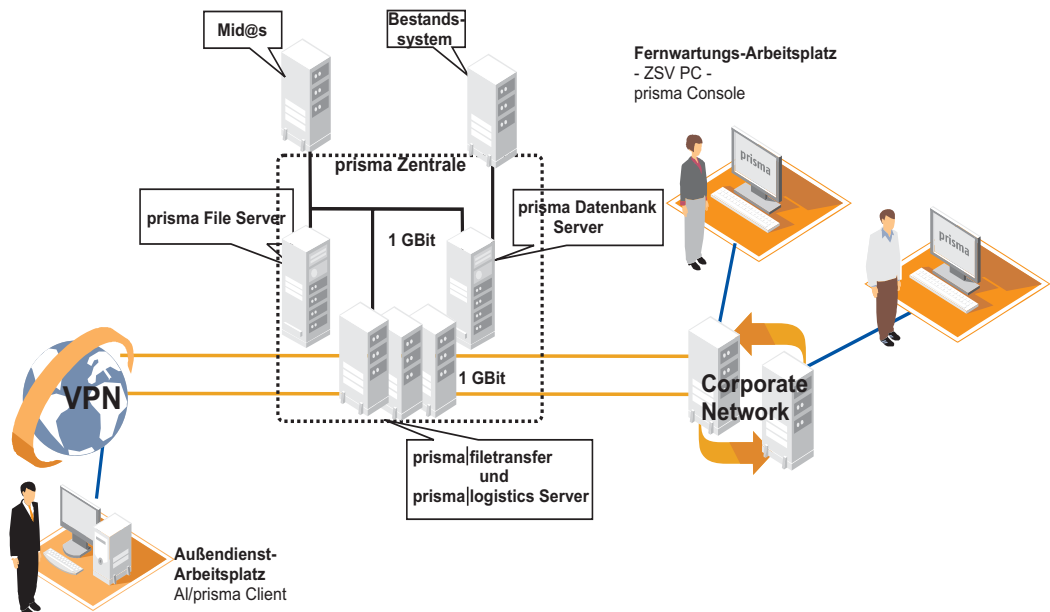 Mid@s
Bestands-
system
Fernwartungs-Arbeitsplatz
- ZSV PC -
prisma Console
prisma Zentrale
prisma
prisma File Server
1 GBit
prisma Datenbank
Server
prisma
VPN
1 GBit
Corporate
Network
prisma|filetransfer
und
prisma|logistics Server
Außendienst-
Arbeitsplatz
AI/prisma Client